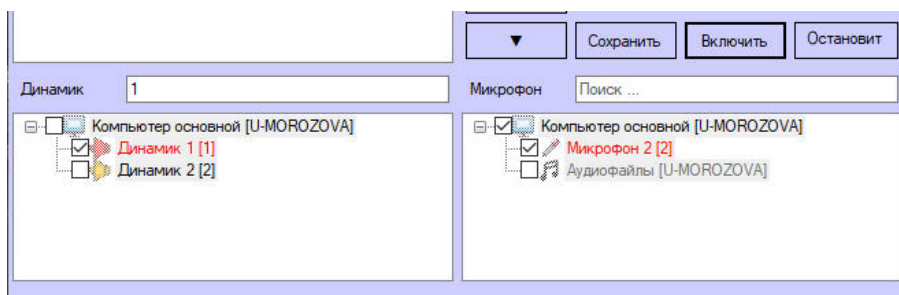 ▼ Сохранить Включить Остановит
Динамик 1 Микрофон Поиск ...
Компьютер основной [U-MOROZOVA]
Динамик 1 [1]
Динамик 2 [2]
Компьютер основной [U-MOROZOVA]
Микрофон 2 [2]
Аудиофайлы [U-MOROZOVA]